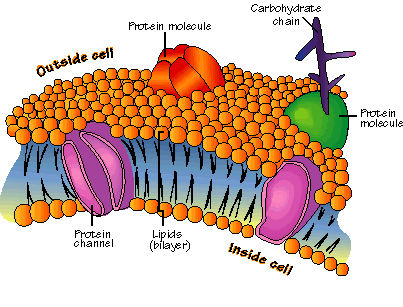 Carbohydrate
chain
Protein molecule
Outside cell
Protein
molecule
Protein
channel
Lipids
(bilayer)
Inside cell